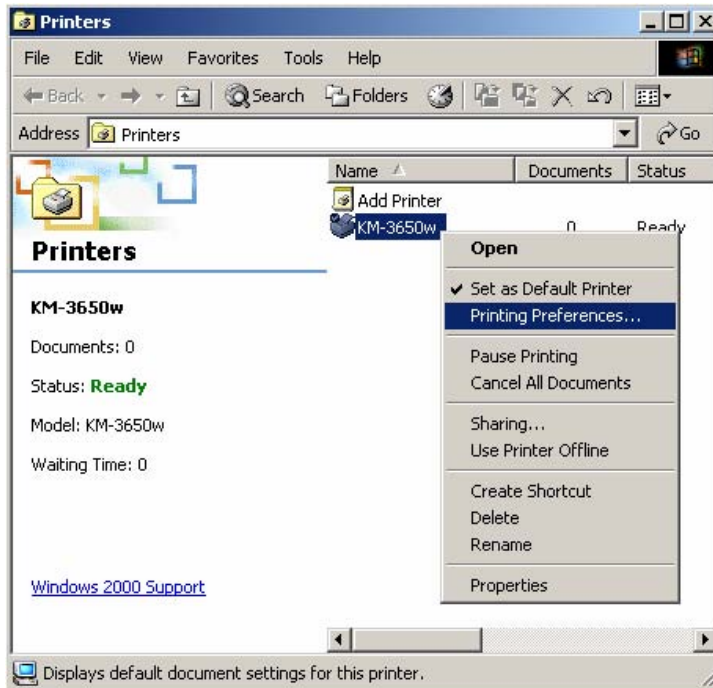 Printers
File Edit View Favorites Tools Help
Back Search Folders
Address Printers Go
Name Documents Status
Add Printer
KM-3650w 0 Ready
Printers
KM-3650w
Documents: 0
Status: Ready
Model: KM-3650w
Waiting Time: 0
Windows 2000 Support
Open
Set as Default Printer
Printing Preferences...
Pause Printing
Cancel All Documents
Sharing...
Use Printer Offline
Create Shortcut
Delete
Rename
Properties
Displays default document settings for this printer.